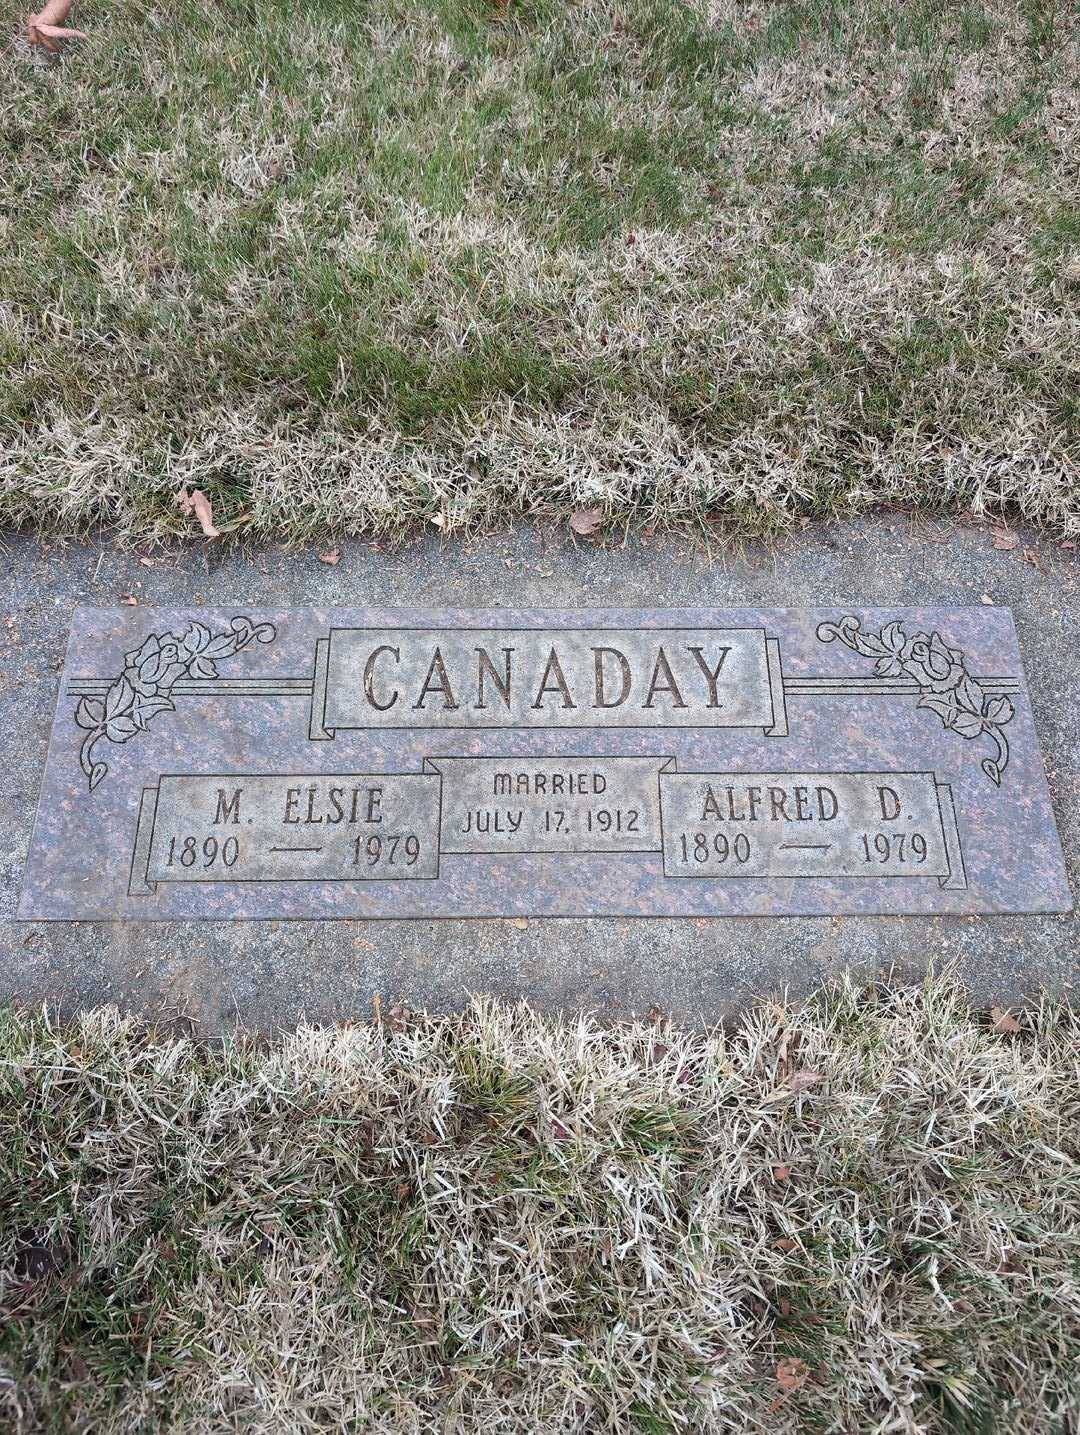 CANADAY
MARRIED
JULY 17, 1912
M. ELSIE
1890 — 1979
ALFRED D.
1890 — 1979